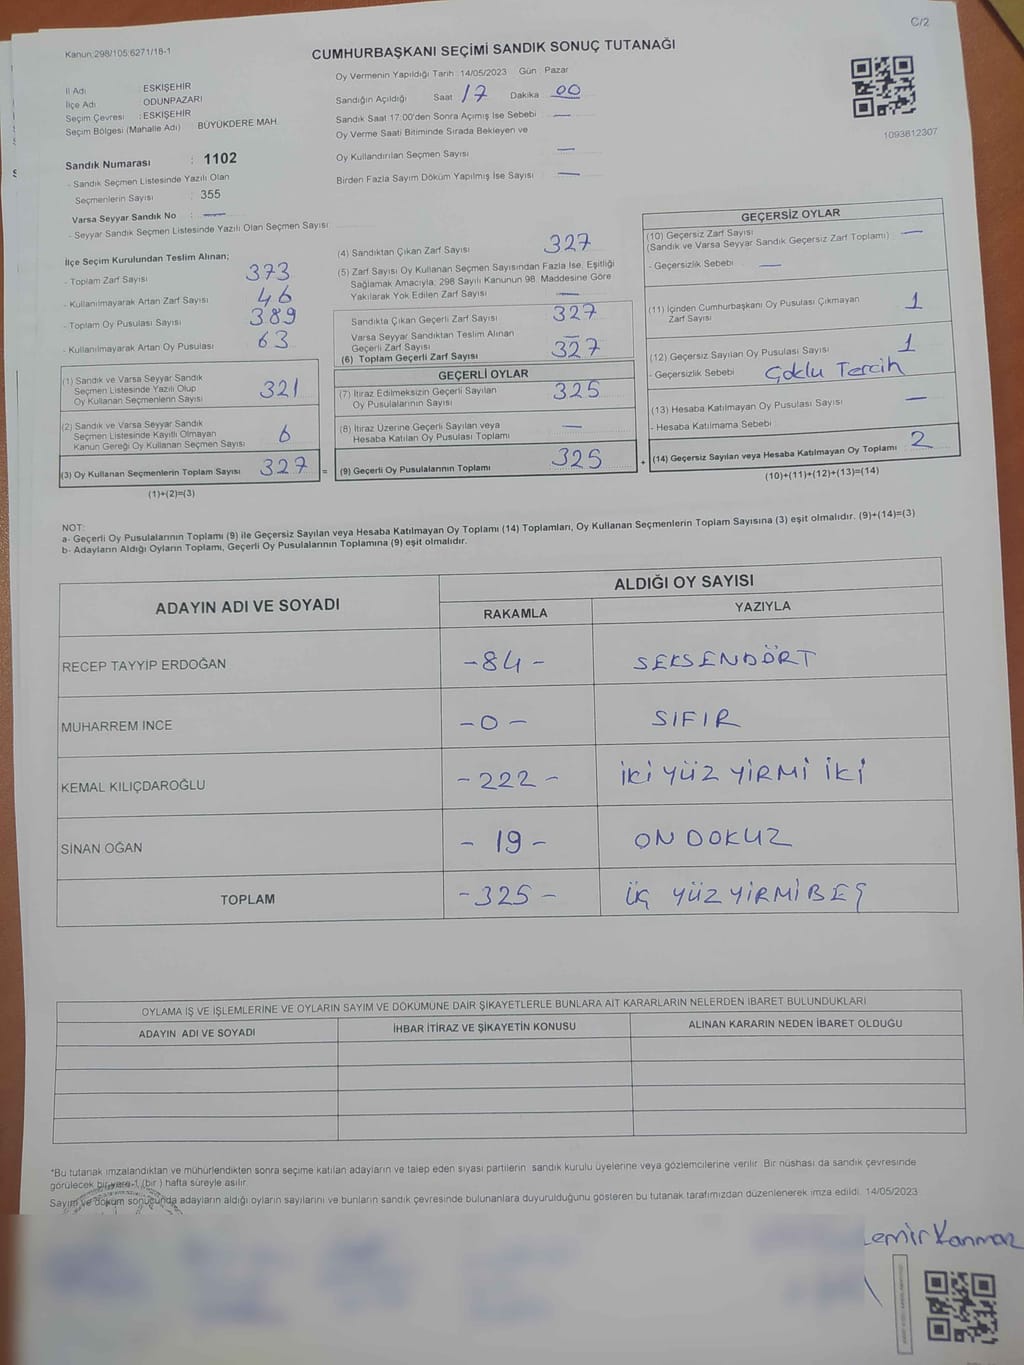 C/2
Kanun:298/105;6271/18-1
CUMHURBAŞKANI SEÇİMİ SANDIK SONUÇ TUTANAĞI
İl Adı : ESKİŞEHİR
İlçe Adı : ODUNPAZARI
Seçim Çevresi : ESKİŞEHİR
Seçim Bölgesi (Mahalle Adı) : BÜYÜKDERE MAH.
Sandık Numarası : 1102
- Sandık Seçmen Listesinde Yazılı Olan
Seçmenlerin Sayısı : 355
Varsa Seyyar Sandık No : —
- Seyyar Sandık Seçmen Listesinde Yazılı Olan Seçmen Sayısı:
Oy Vermenin Yapıldığı Tarih :14/05/2023 Gün Pazar
Sandığın Açıldığı Saat 17 Dakika 00
Sandık Saat 17:00'den Sonra Açımış İse Sebebi —
Oy Verme Saati Bitiminde Sırada Bekleyen ve
Oy Kullandırılan Seçmen Sayısı —
Birden Fazla Sayım Döküm Yapılmış İse Sayısı —
1093812307
İlçe Seçim Kurulundan Teslim Alınan;
- Toplam Zarf Sayısı 373
- Kullanılmayarak Artan Zarf Sayısı 46
- Toplam Oy Pusulası Sayısı 389
- Kullanılmayarak Artan Oy Pusulası 63
(1) Sandık ve Varsa Seyyar Sandık
Seçmen Listesinde Yazılı Olup
Oy Kullanan Seçmenlerin Sayısı 321
(2) Sandık ve Varsa Seyyar Sandık
Seçmen Listesinde Kayıtlı Olmayan
Kanun Gereği Oy Kullanan Seçmen Sayısı 6
(3) Oy Kullanan Seçmenlerin Toplam Sayısı 327 =
(1)+(2)=(3)
(4) Sandıktan Çıkan Zarf Sayısı 327
(5) Zarf Sayısı Oy Kullanan Seçmen Sayısından Fazla İse, Eşitliği
Sağlamak Amacıyla; 298 Sayılı Kanunun 98. Maddesine Göre
Yakılarak Yok Edilen Zarf Sayısı —
Sandıkta Çıkan Geçerli Zarf Sayısı 327
Varsa Seyyar Sandıktan Teslim Alınan
Geçerli Zarf Sayısı —
(6) Toplam Geçerli Zarf Sayısı 327
GEÇERLİ OYLAR
(7) İtiraz Edilmeksizin Geçerli Sayılan
Oy Pusulalarının Sayısı 325
(8) İtiraz Üzerine Geçerli Sayılan veya
Hesaba Katılan Oy Pusulası Toplamı —
(9) Geçerli Oy Pusulalarının Toplamı 325 +
GEÇERSİZ OYLAR
(10) Geçersiz Zarf Sayısı —
(Sandık ve Varsa Seyyar Sandık Geçersiz Zarf Toplamı)
- Geçersizlik Sebebi —
(11) İçinden Cumhurbaşkanı Oy Pusulası Çıkmayan
Zarf Sayısı 1
(12) Geçersiz Sayılan Oy Pusulası Sayısı 1
- Geçersizlik Sebebi Çoklu Tercih
(13) Hesaba Katılmayan Oy Pusulası Sayısı —
- Hesaba Katılmama Sebebi
(14) Geçersiz Sayılan veya Hesaba Katılmayan Oy Toplamı 2
(10)+(11)+(12)+(13)=(14)
NOT:
a- Geçerli Oy Pusulalarının Toplamı (9) ile Geçersiz Sayılan veya Hesaba Katılmayan Oy Toplamı (14) Toplamları, Oy Kullanan Seçmenlerin Toplam Sayısına (3) eşit olmalıdır. (9)+(14)=(3)
b- Adayların Aldığı Oyların Toplamı, Geçerli Oy Pusulalarının Toplamına (9) eşit olmalıdır.
ADAYIN ADI VE SOYADI ALDIĞI OY SAYISI
RAKAMLA YAZIYLA
RECEP TAYYİP ERDOĞAN -84- SEKSENDÖRT
MUHARREM İNCE -0- SIFIR
KEMAL KILIÇDAROĞLU -222- İKİ YÜZ YİRMİ İKİ
SİNAN OĞAN -19- ON DOKUZ
TOPLAM -325- ÜÇ YÜZ YİRMİ BEŞ
OYLAMA İŞ VE İŞLEMLERİNE VE OYLARIN SAYIM VE DÖKÜMÜNE DAİR ŞİKAYETLERLE BUNLARA AİT KARARLARIN NELERDEN İBARET BULUNDUKLARI
ADAYIN ADI VE SOYADI İHBAR İTİRAZ VE ŞİKAYETİN KONUSU ALINAN KARARIN NEDEN İBARET OLDUĞU
*Bu tutanak imzalandıktan ve mühürlendikten sonra seçime katılan adayların ve talep eden siyasi partilerin sandık kurulu üyelerine veya gözlemcilerine verilir. Bir nüshası da sandık çevresinde
görülecek bir yere 1 (bir) hafta süreyle asılır.
Sayım ve döküm sonucunda adayların aldığı oyların sayılarını ve bunların sandık çevresinde bulunanlara duyurulduğunu gösteren bu tutanak tarafımızdan düzenlenerek imza edildi. 14/05/2023
emir Kanmaz